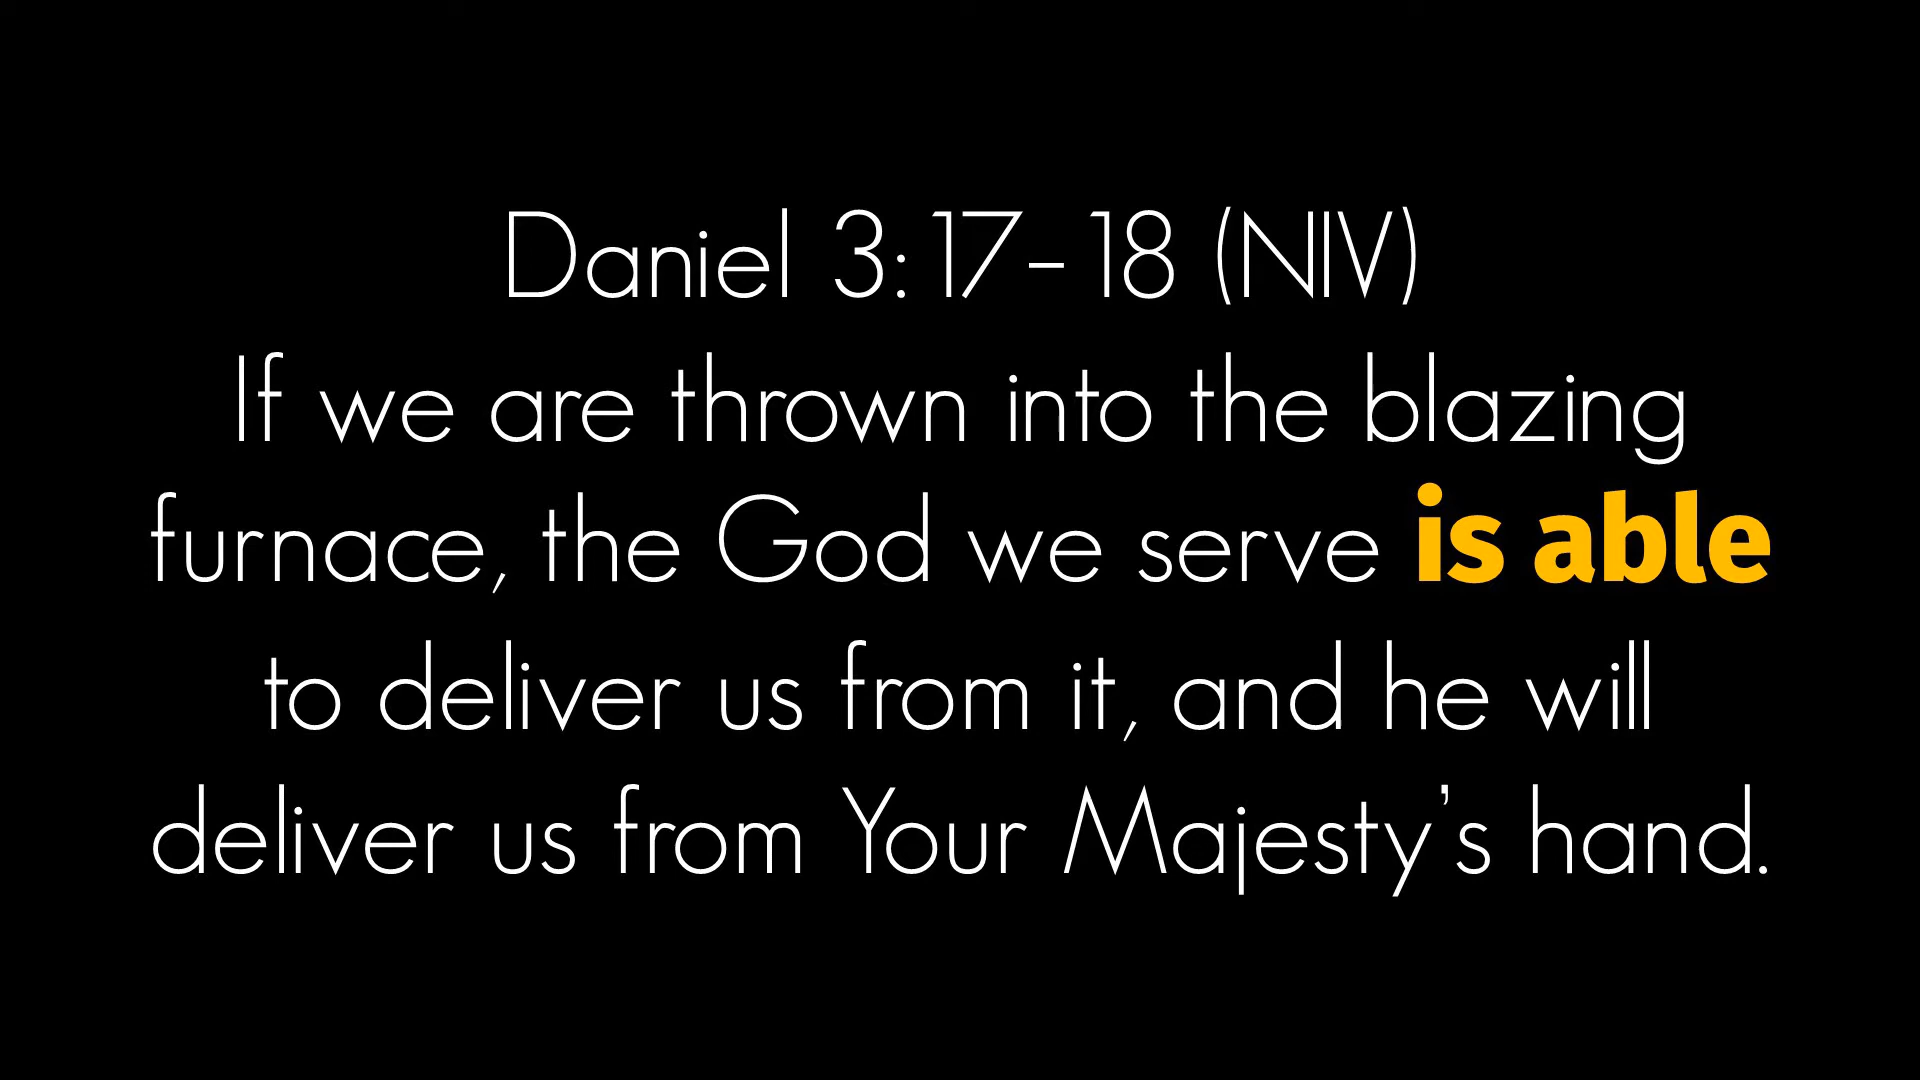 Daniel 3:17-18 (NIV)
If we are thrown into the blazing
furnace, the God we serve is able
to deliver us from it, and he will
deliver us from Your Majesty’s hand.